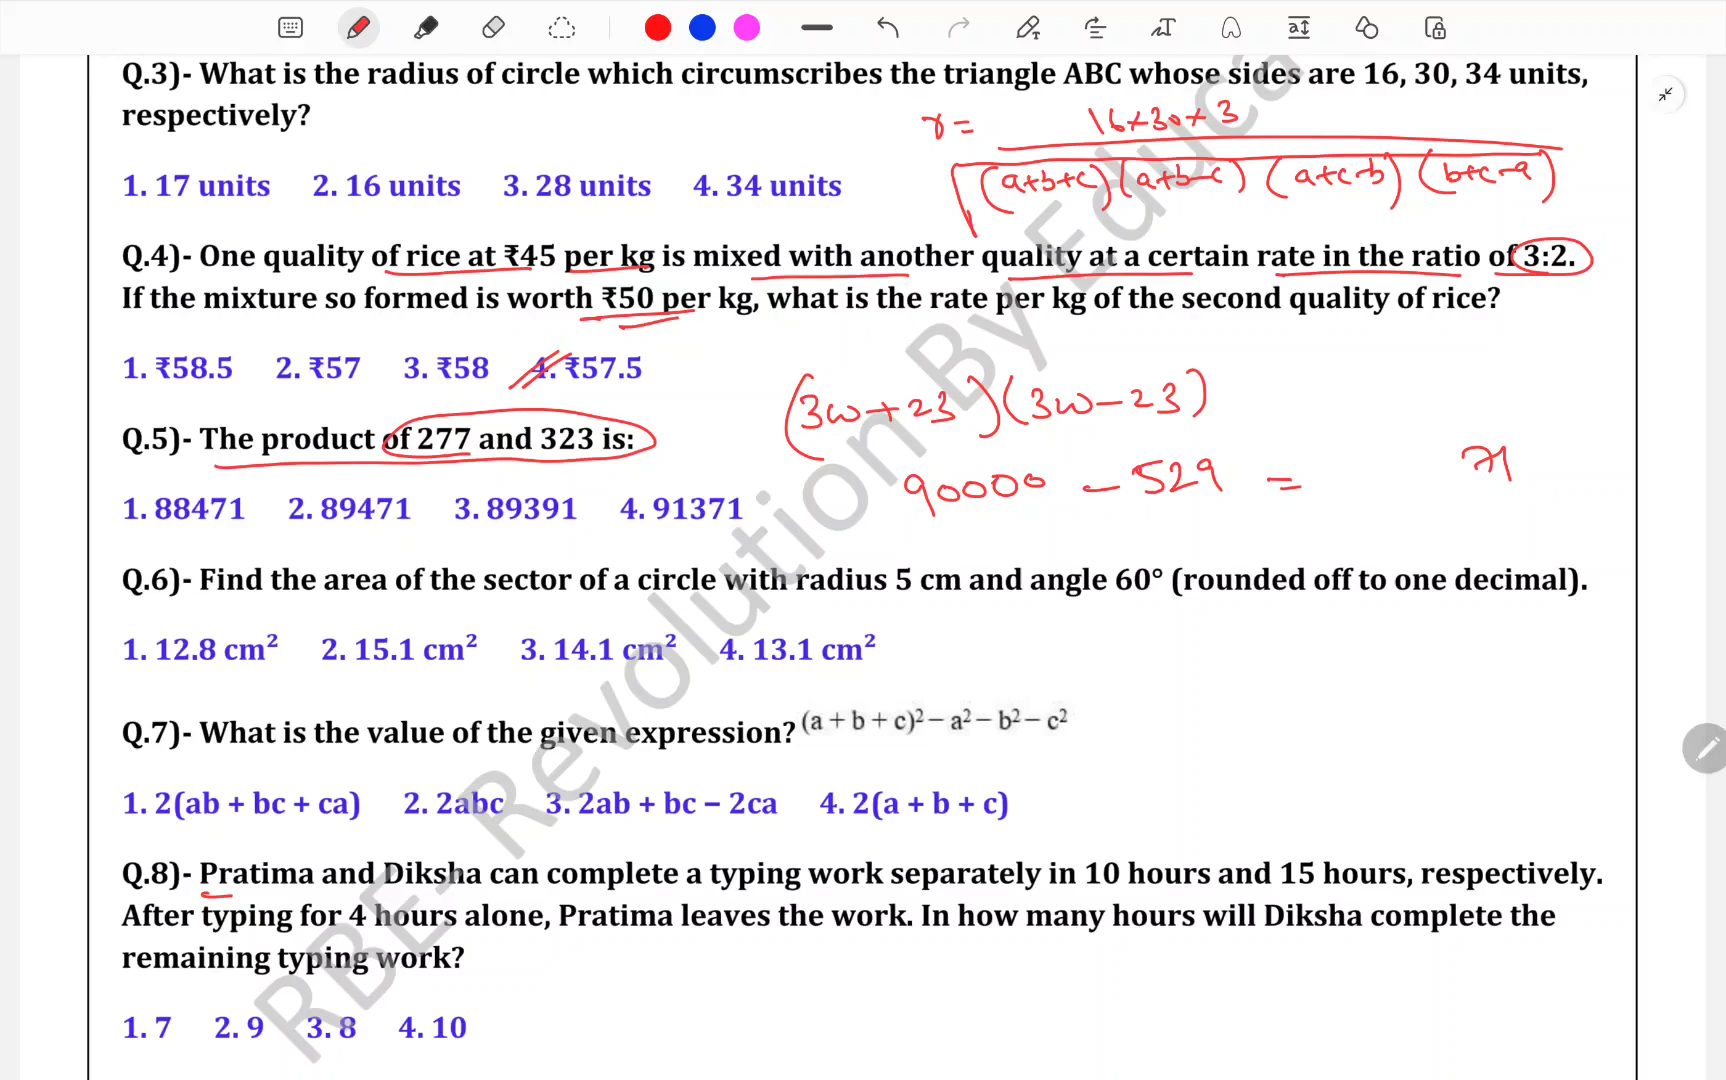 Q.3)- What is the radius of circle which circumscribes the triangle ABC whose sides are 16, 30, 34 units,
respectively?
r = 16+30+3
(a+b+c)(a+b-c) (a+c-b) (b+c-a)
1. 17 units 2. 16 units 3. 28 units 4. 34 units
Q.4)- One quality of rice at ₹45 per kg is mixed with another quality at a certain rate in the ratio of 3:2.
If the mixture so formed is worth ₹50 per kg, what is the rate per kg of the second quality of rice?
1. ₹58.5 2. ₹57 3. ₹58 4. ₹57.5
(300+23)(300-23)
Q.5)- The product of 277 and 323 is:
90000 - 529 = 71
1. 88471 2. 89471 3. 89391 4. 91371
Q.6)- Find the area of the sector of a circle with radius 5 cm and angle 60° (rounded off to one decimal).
1. 12.8 cm² 2. 15.1 cm² 3. 14.1 cm² 4. 13.1 cm²
Q.7)- What is the value of the given expression? (a + b + c)² – a² – b² – c²
1. 2(ab + bc + ca) 2. 2abc 3. 2ab + bc – 2ca 4. 2(a + b + c)
Q.8)- Pratima and Diksha can complete a typing work separately in 10 hours and 15 hours, respectively.
After typing for 4 hours alone, Pratima leaves the work. In how many hours will Diksha complete the
remaining typing work?
1. 7 2. 9 3. 8 4. 10
RBE- Revolution By Educa